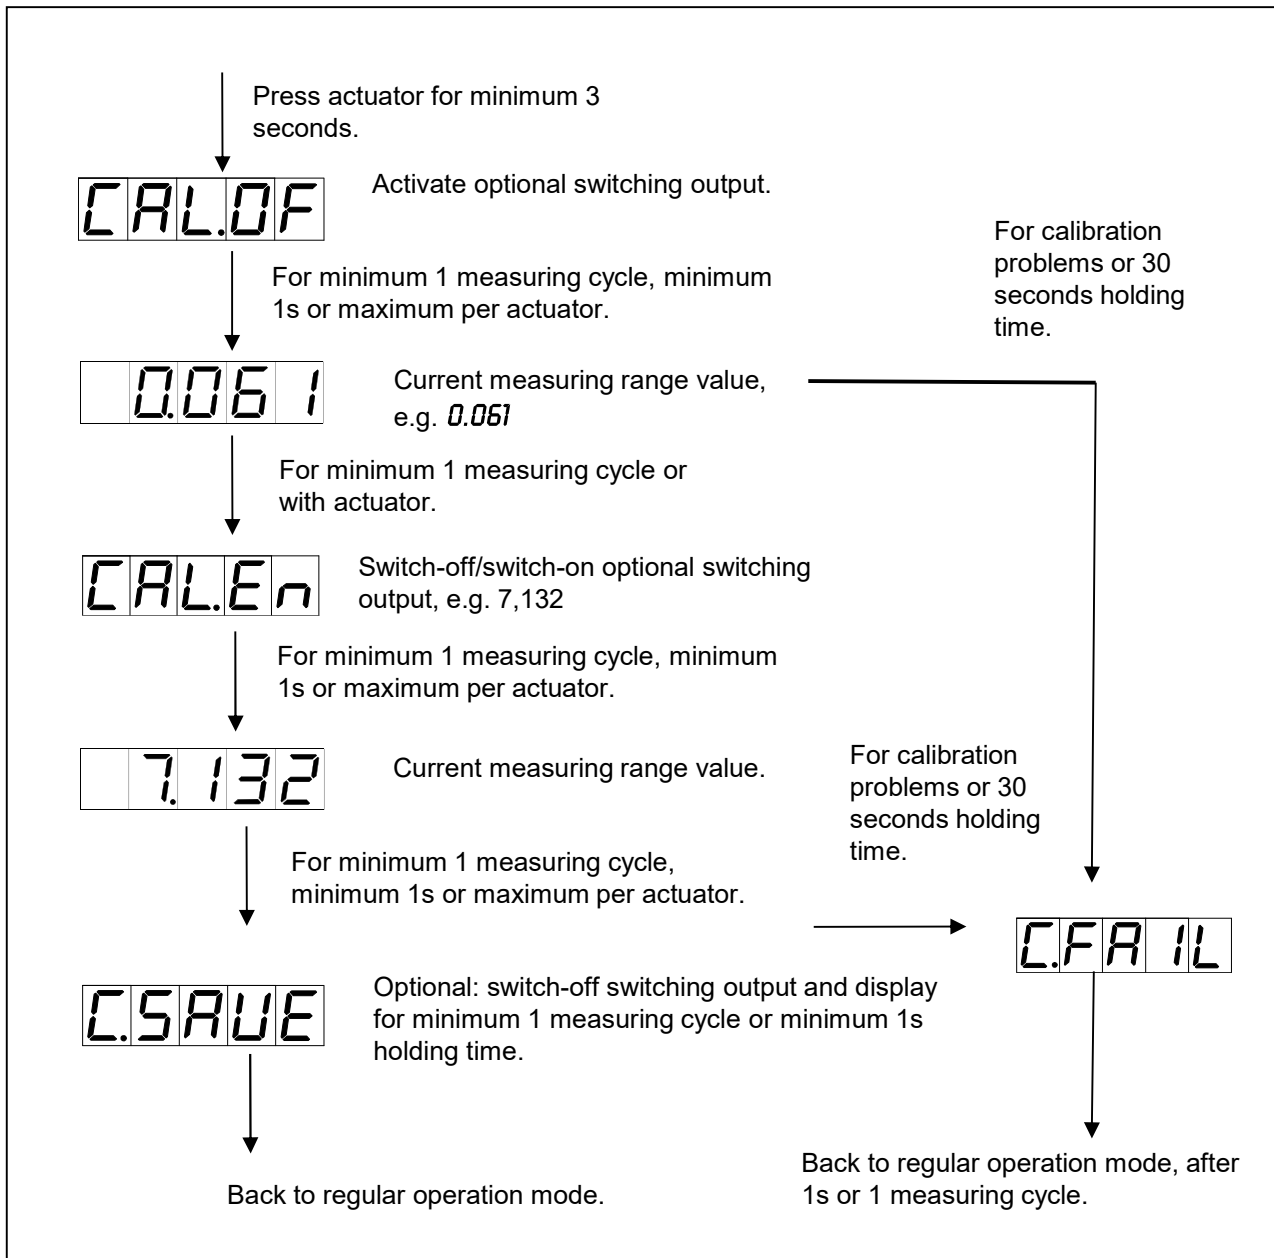 Press actuator for minimum 3
seconds.
CAL.OF
Activate optional switching output.
For minimum 1 measuring cycle, minimum
1s or maximum per actuator.
For calibration
problems or 30
seconds holding
time.
0.061
Current measuring range value,
e.g. 0.061
For minimum 1 measuring cycle or
with actuator.
CAL.En
Switch-off/switch-on optional switching
output, e.g. 7,132
For minimum 1 measuring cycle, minimum
1s or maximum per actuator.
7.132
Current measuring range value.
For calibration
problems or 30
seconds holding
time.
For minimum 1 measuring cycle,
minimum 1s or maximum per actuator.
C.FAIL
C.SAVE
Optional: switch-off switching output and display
for minimum 1 measuring cycle or minimum 1s
holding time.
Back to regular operation mode.
Back to regular operation mode, after
1s or 1 measuring cycle.